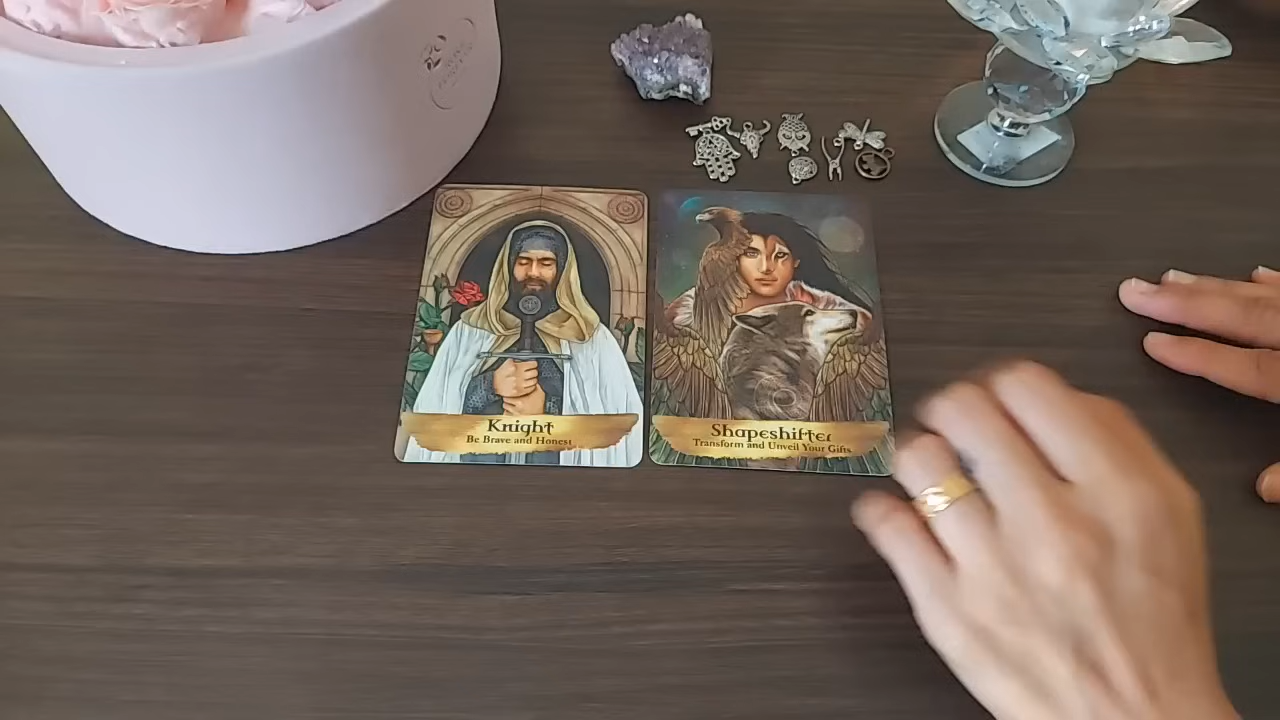 Knight
Be Brave and Honest
Shapeshifter
Transform and Unveil Your Gifts